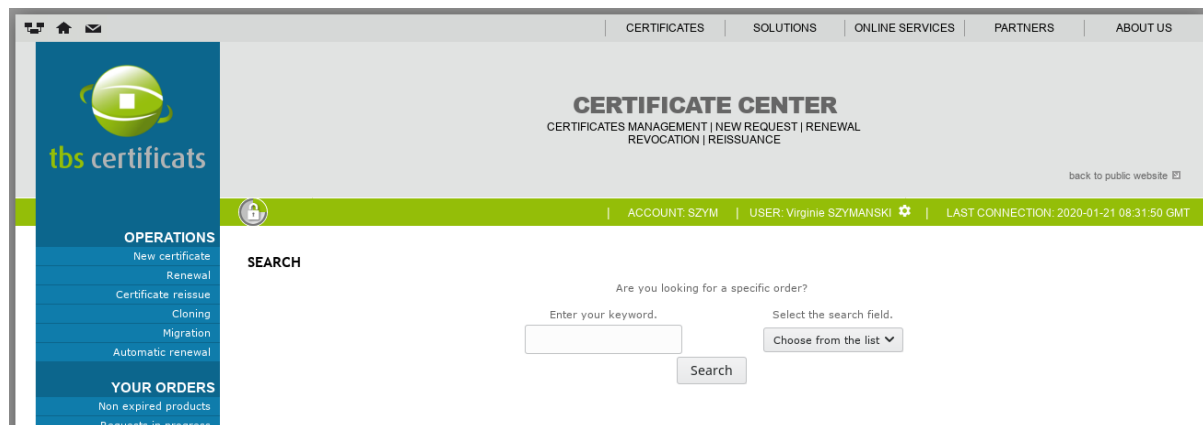 CERTIFICATES
SOLUTIONS
ONLINE SERVICES
PARTNERS
ABOUT US
tbs certificats
CERTIFICATE CENTER
CERTIFICATES MANAGEMENT | NEW REQUEST | RENEWAL
REVOCATION | REISSUANCE
back to public website
| ACCOUNT: SZYM | USER: Virginie SZYMANSKI | LAST CONNECTION: 2020-01-21 08:31:50 GMT
OPERATIONS
New certificate
Renewal
Certificate reissue
Cloning
Migration
Automatic renewal
YOUR ORDERS
Non expired products
Requests in progress
SEARCH
Are you looking for a specific order?
Enter your keyword.
Select the search field.
Choose from the list
Search